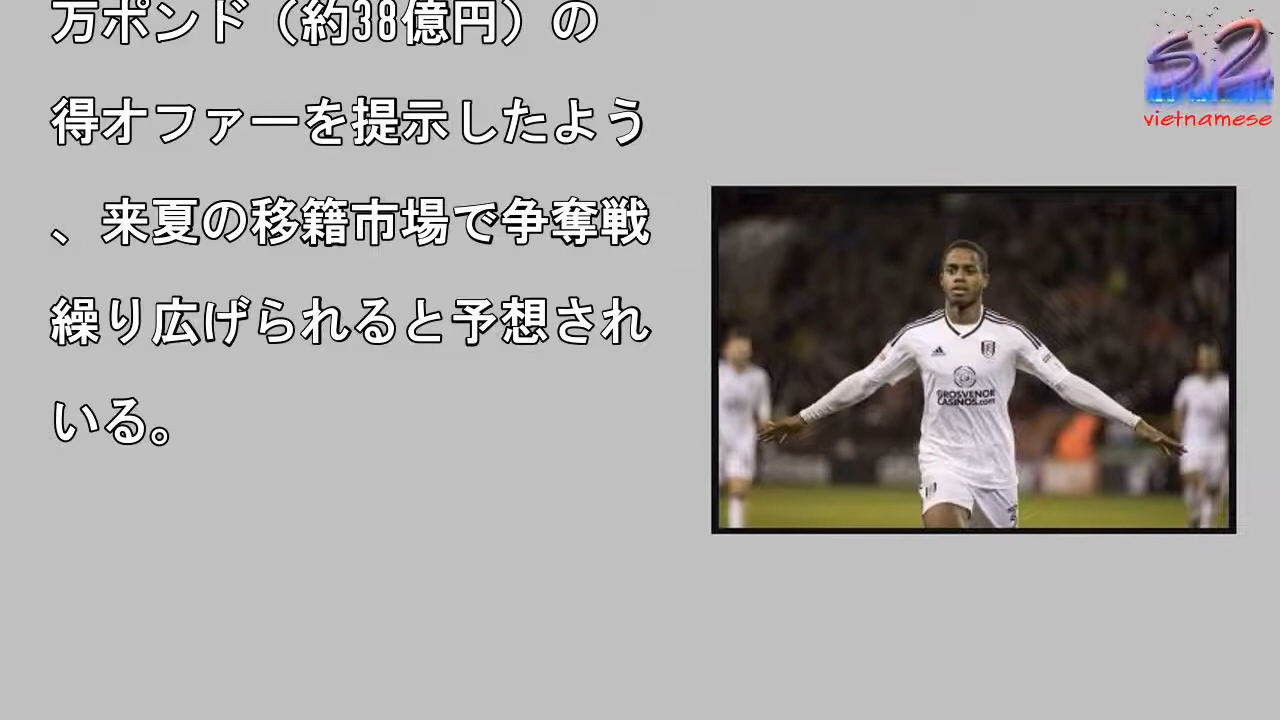 万ポンド（約38億円）の
得オファーを提示したよう
、来夏の移籍市場で争奪戦
繰り広げられると予想され
いる。
S2
vietnamese
GROSVENOR
CASINOS.com